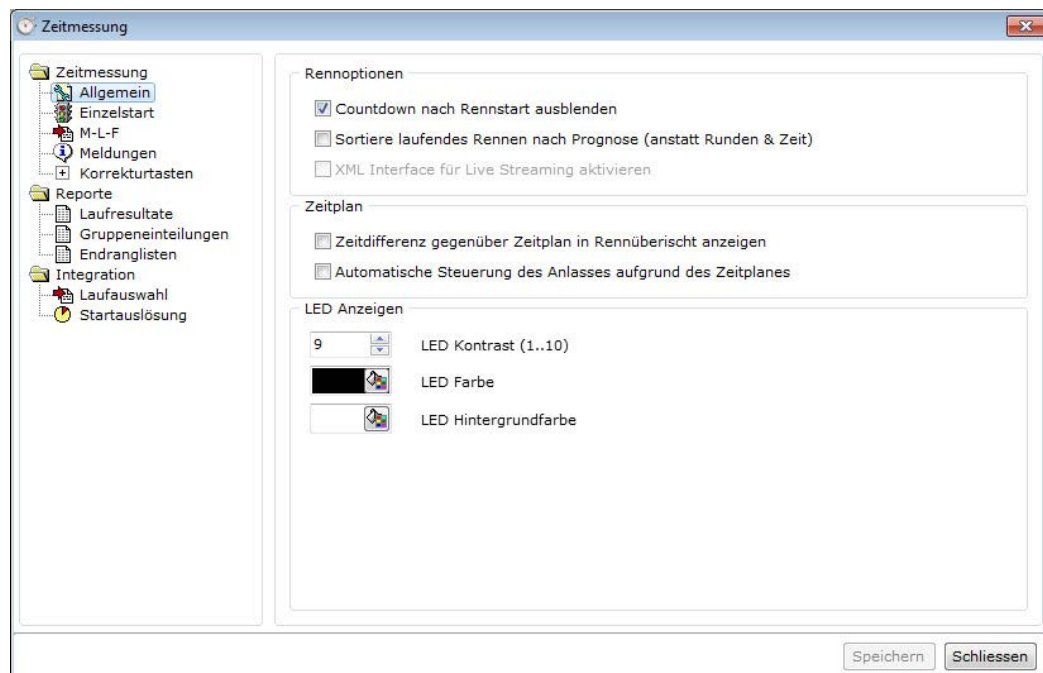 Zeitmessung
Zeitmessung
Allgemein
Einzelstart
M-L-F
Meldungen
Korrekturtasten
Reporte
Laufresultate
Gruppeneinteilungen
Endranglisten
Integration
Laufauswahl
Startauslösung
Rennoptionen
Countdown nach Rennstart ausblenden
Sortiere laufendes Rennen nach Prognose (anstatt Runden & Zeit)
XML Interface für Live Streaming aktivieren
Zeitplan
Zeitdifferenz gegenüber Zeitplan in Rennüberischt anzeigen
Automatische Steuerung des Anlasses aufgrund des Zeitplanes
LED Anzeigen
9 LED Kontrast (1..10)
LED Farbe
LED Hintergrundfarbe
Speichern Schliessen